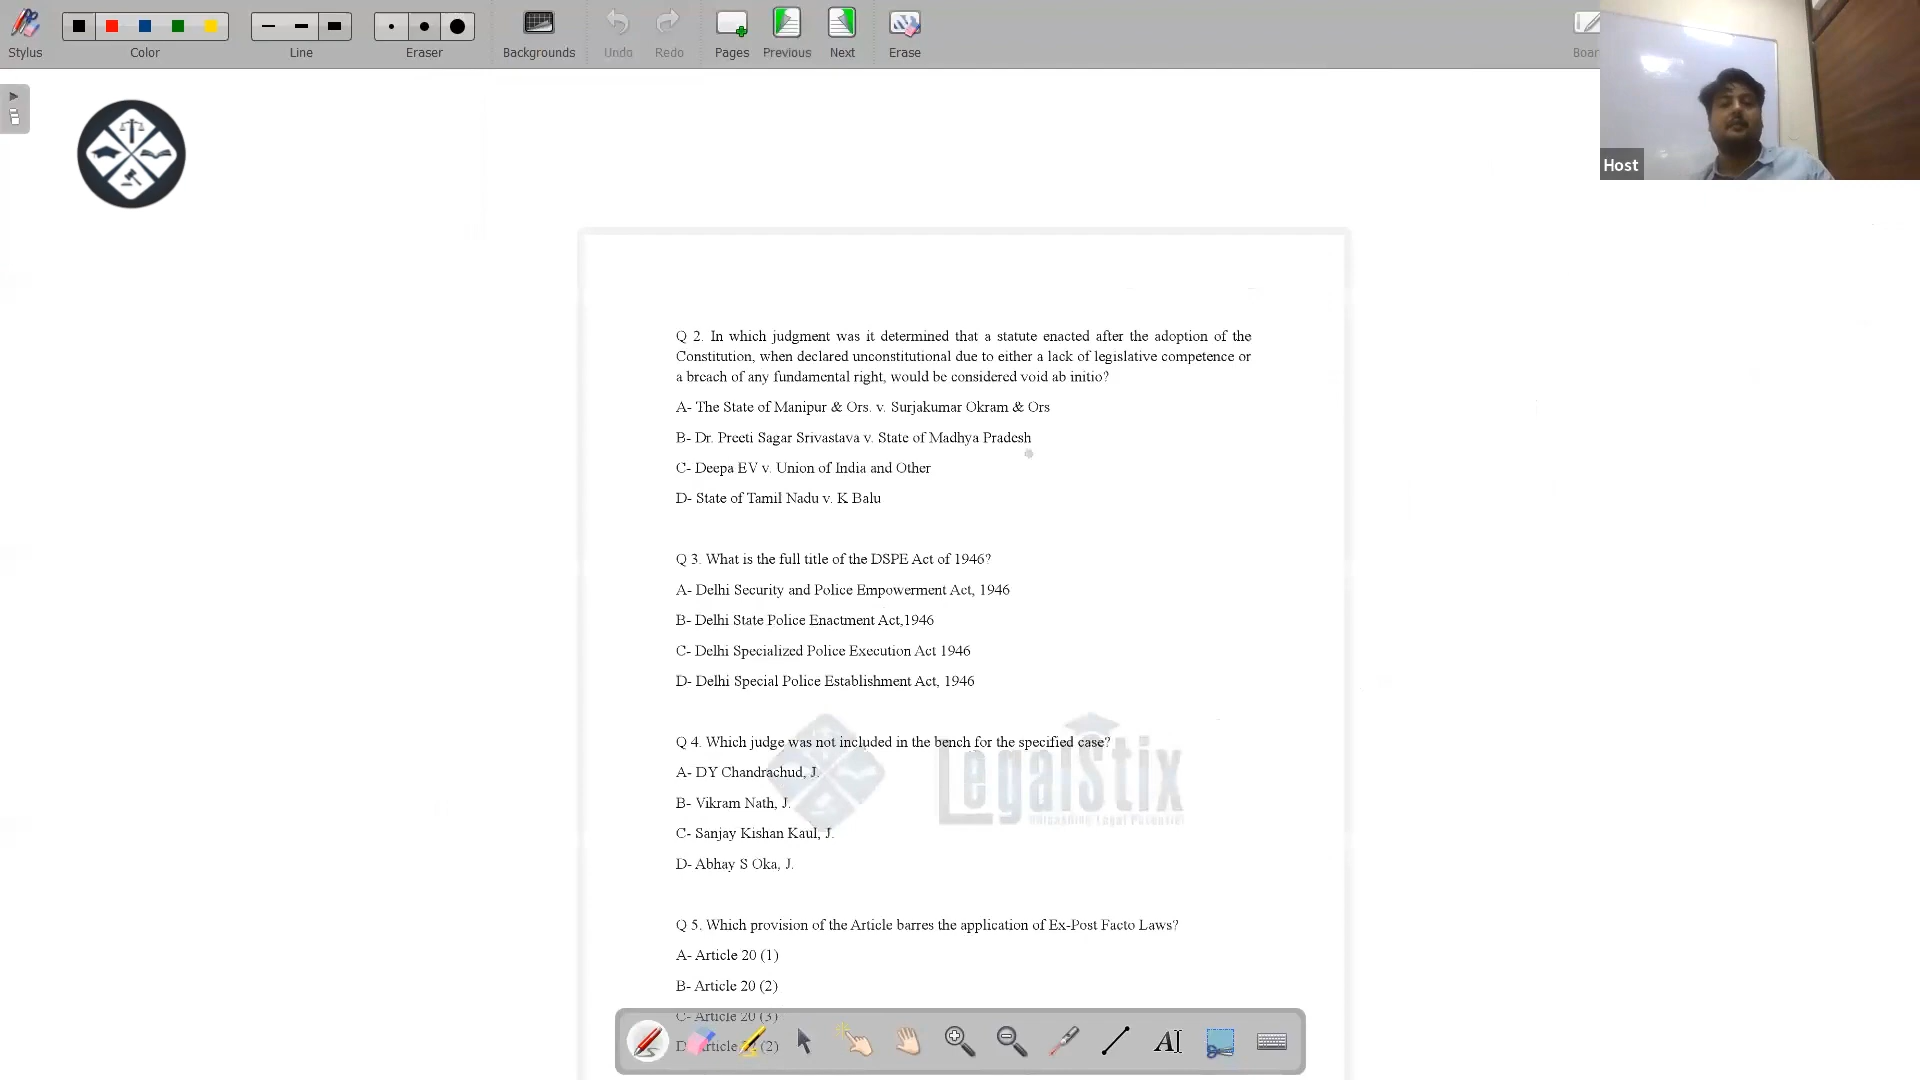 Stylus
Color
Line
Eraser
Backgrounds
Undo
Redo
Pages
Previous
Next
Erase
Boar
Host
Q 2. In which judgment was it determined that a statute enacted after the adoption of the
Constitution, when declared unconstitutional due to either a lack of legislative competence or
a breach of any fundamental right, would be considered void ab initio?
A- The State of Manipur & Ors. v. Surjakumar Okram & Ors
B- Dr. Preeti Sagar Srivastava v. State of Madhya Pradesh
C- Deepa EV v. Union of India and Other
D- State of Tamil Nadu v. K Balu
Q 3. What is the full title of the DSPE Act of 1946?
A- Delhi Security and Police Empowerment Act, 1946
B- Delhi State Police Enactment Act,1946
C- Delhi Specialized Police Execution Act 1946
D- Delhi Special Police Establishment Act, 1946
Q 4. Which judge was not included in the bench for the specified case?
A- DY Chandrachud, J.
B- Vikram Nath, J.
C- Sanjay Kishan Kaul, J.
D- Abhay S Oka, J.
LegalStix
Q 5. Which provision of the Article barres the application of Ex-Post Facto Laws?
A- Article 20 (1)
B- Article 20 (2)
C- Article 20 (3)
D- Article (2)